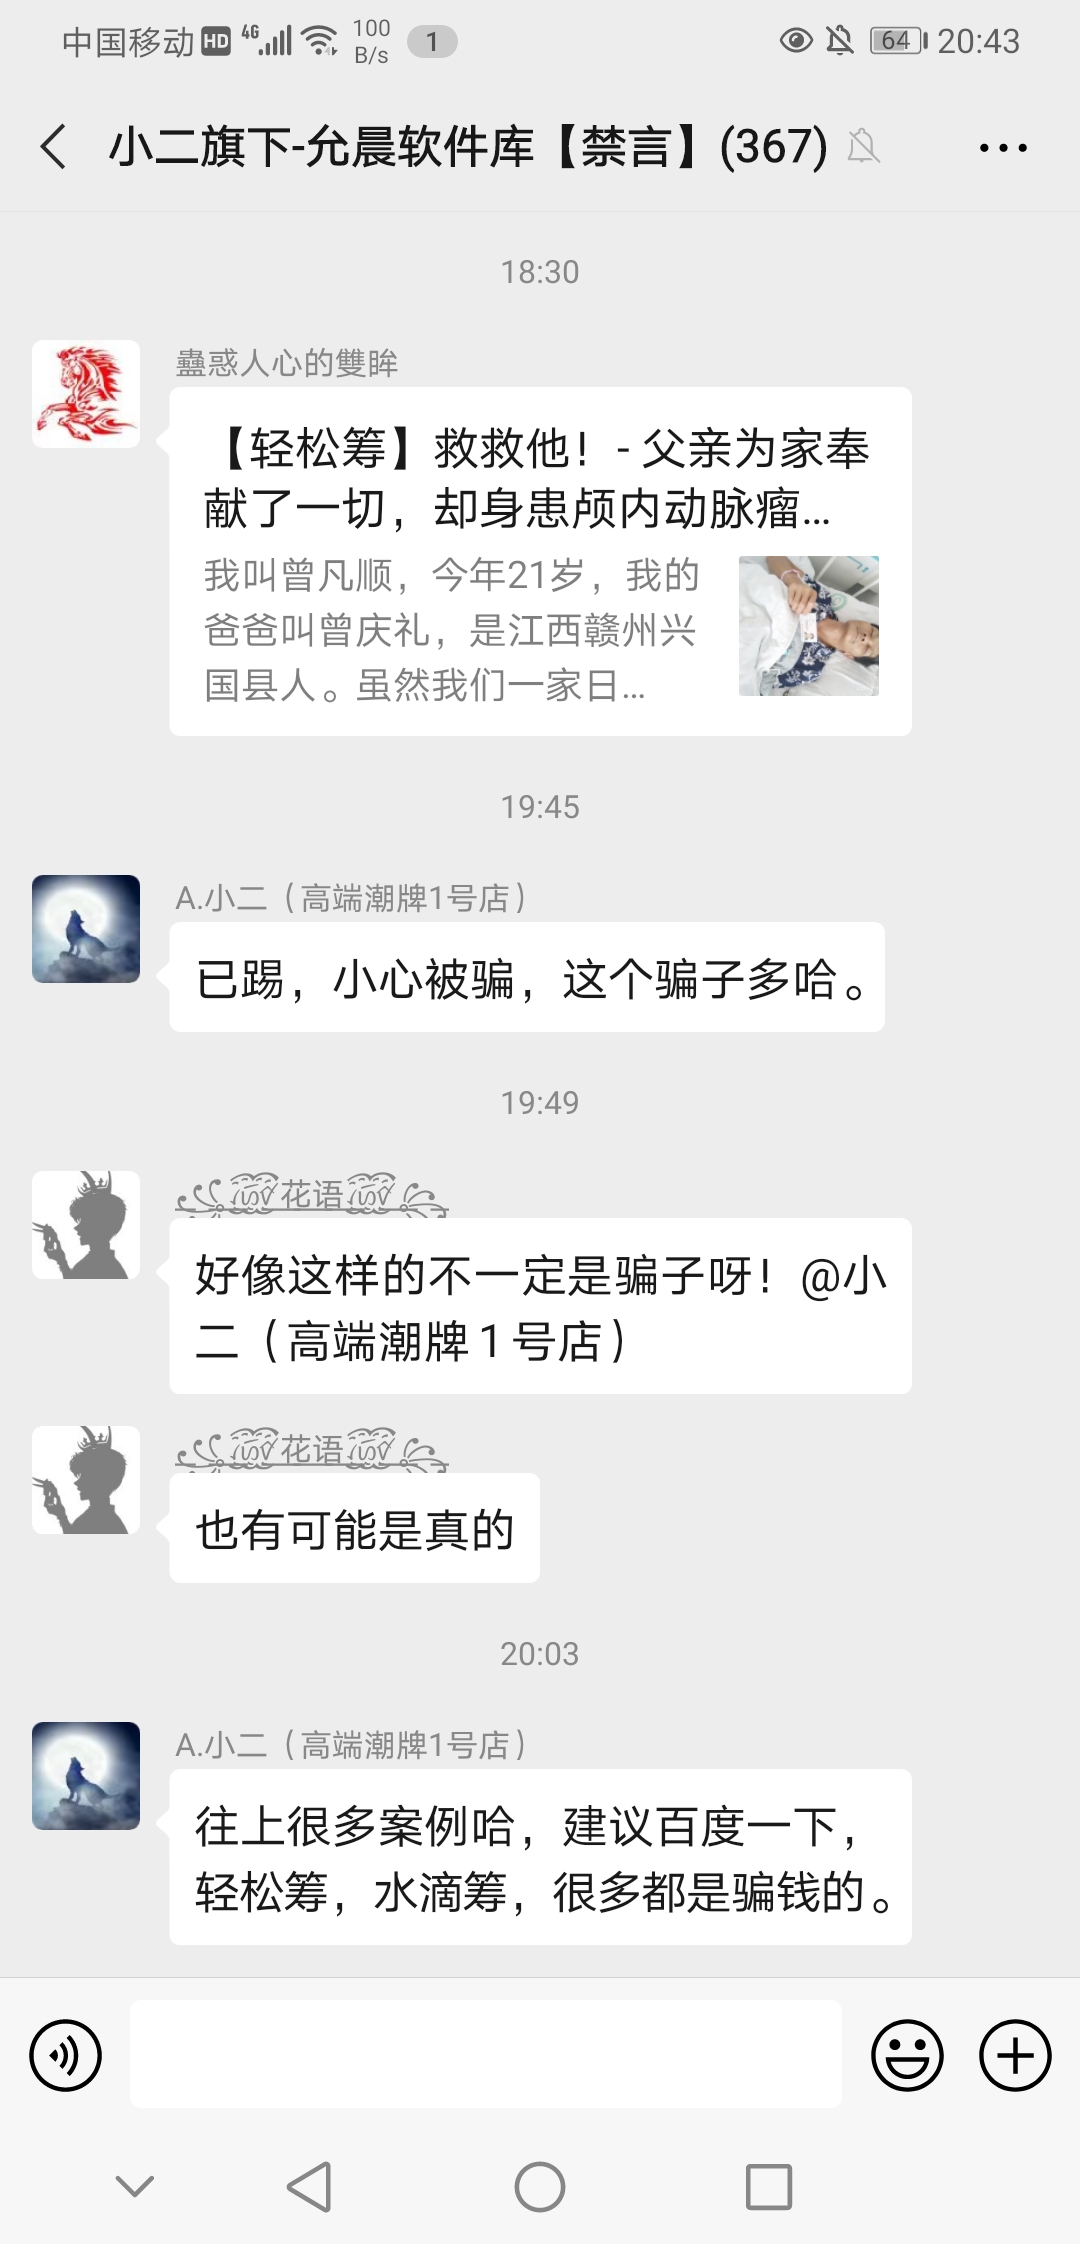 中国移动 HD 4G 100 B/s 1 64 20:43
小二旗下-允晨软件库【禁言】(367)
18:30
蠱惑人心的雙眸
【轻松筹】救救他！- 父亲为家奉
献了一切，却身患颅内动脉瘤...
我叫曾凡顺，今年21岁，我的
爸爸叫曾庆礼，是江西赣州兴
国县人。虽然我们一家日...
19:45
A.小二（高端潮牌1号店）
已踢，小心被骗，这个骗子多哈。
19:49
花语
好像这样的不一定是骗子呀！@小
二（高端潮牌１号店）
花语
也有可能是真的
20:03
A.小二（高端潮牌1号店）
往上很多案例哈，建议百度一下，
轻松筹，水滴筹，很多都是骗钱的。